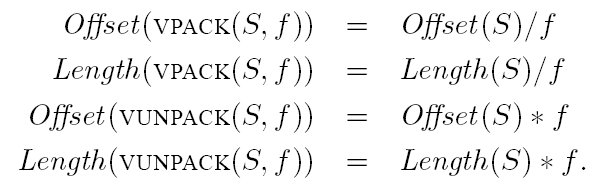 Offset(VPACK(S, f)) = Offset(S)/f
Length(VPACK(S, f)) = Length(S)/f
Offset(VUNPACK(S, f)) = Offset(S) ∗ f
Length(VUNPACK(S, f)) = Length(S) ∗ f.